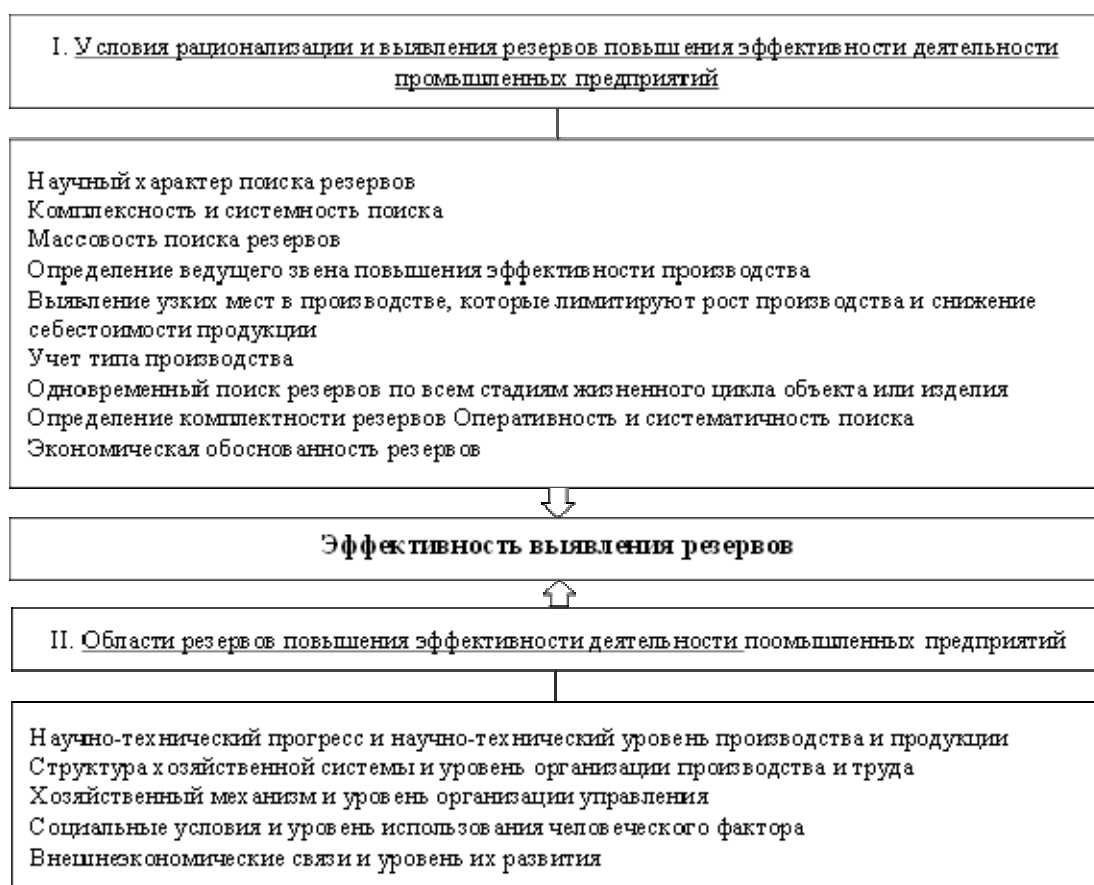 I. Условия рационализации и выявления резервов повышения эффективности деятельности
промышленных предприятий
Научный характер поиска резервов
Комплексность и системность поиска
Массовость поиска резервов
Определение ведущего звена повышения эффективности производства
Выявление узких мест в производстве, которые лимитируют рост производства и снижение
себестоимости продукции
Учет типа производства
Одновременный поиск резервов по всем стадиям жизненного цикла объекта или изделия
Определение комплектности резервов Оперативность и систематичность поиска
Экономическая обоснованность резервов
Эффективность выявления резервов
II. Области резервов повышения эффективности деятельности поомышленных предприятий
Научно-технический прогресс и научно-технический уровень производства и продукции
Структура хозяйственной системы и уровень организации производства и труда
Хозяйственный механизм и уровень организации управления
Социальные условия и уровень использования человеческого фактора
Внешнеэкономические связи и уровень их развития